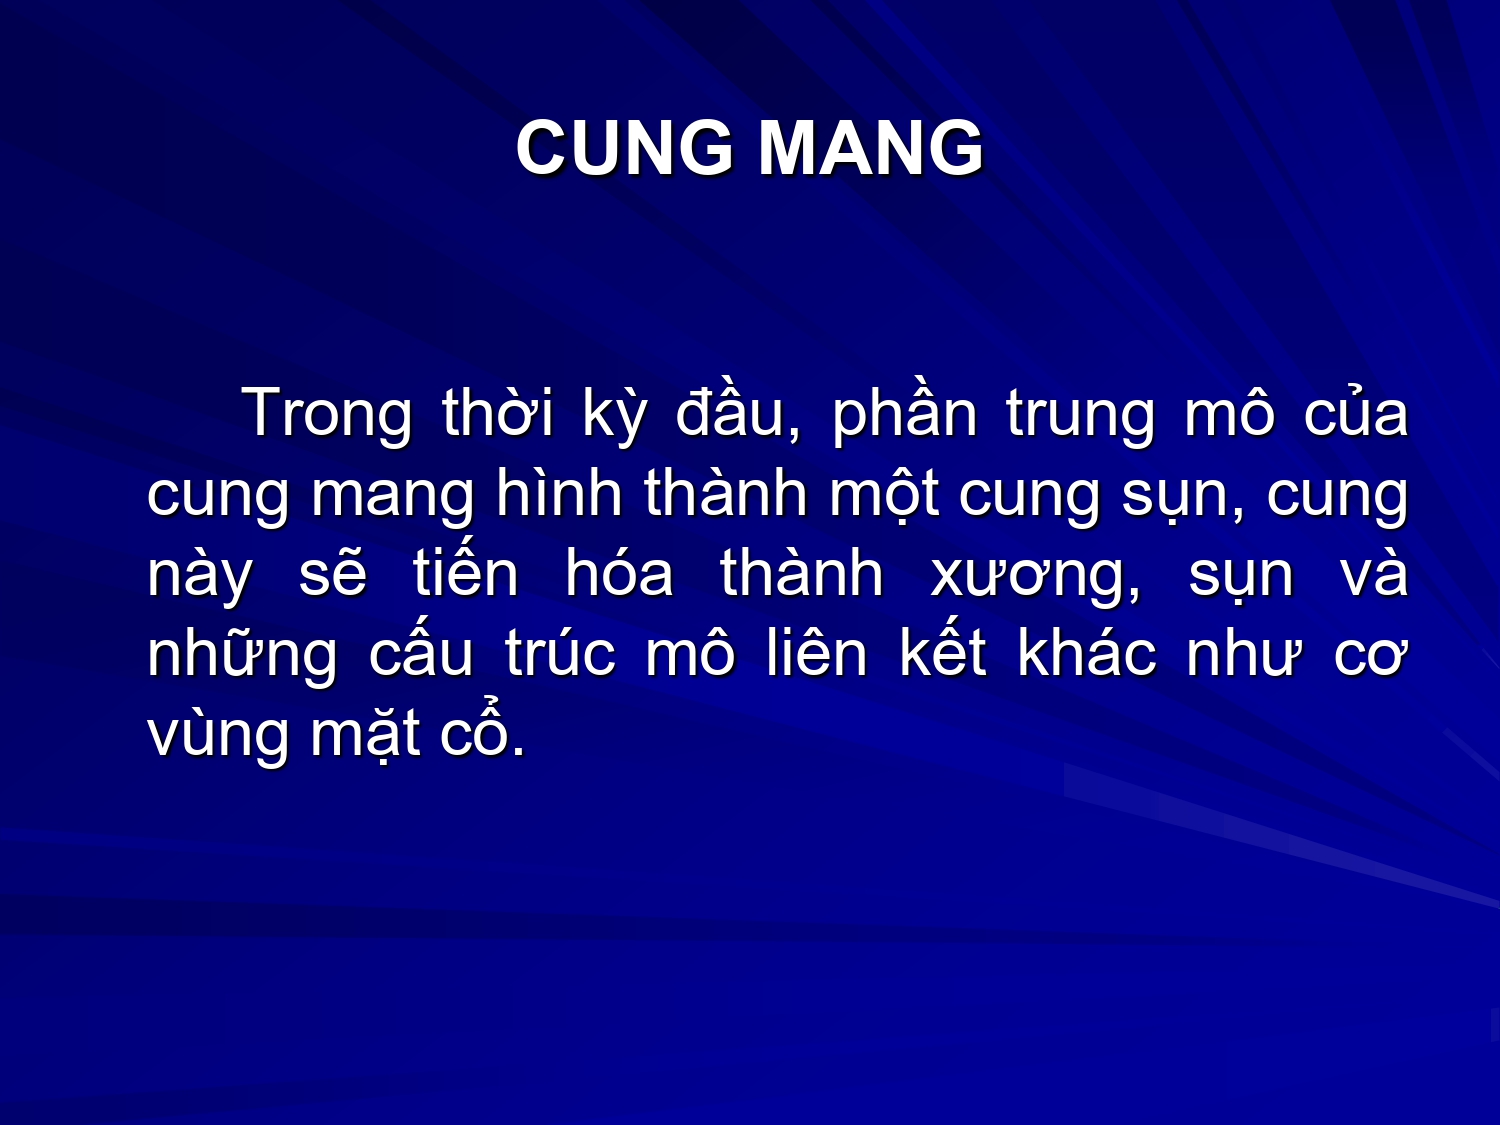 CUNG MANG
Trong thời kỳ đầu, phần trung mô của
cung mang hình thành một cung sụn, cung
này sẽ tiến hóa thành xương, sụn và
những cấu trúc mô liên kết khác như cơ
vùng mặt cổ.